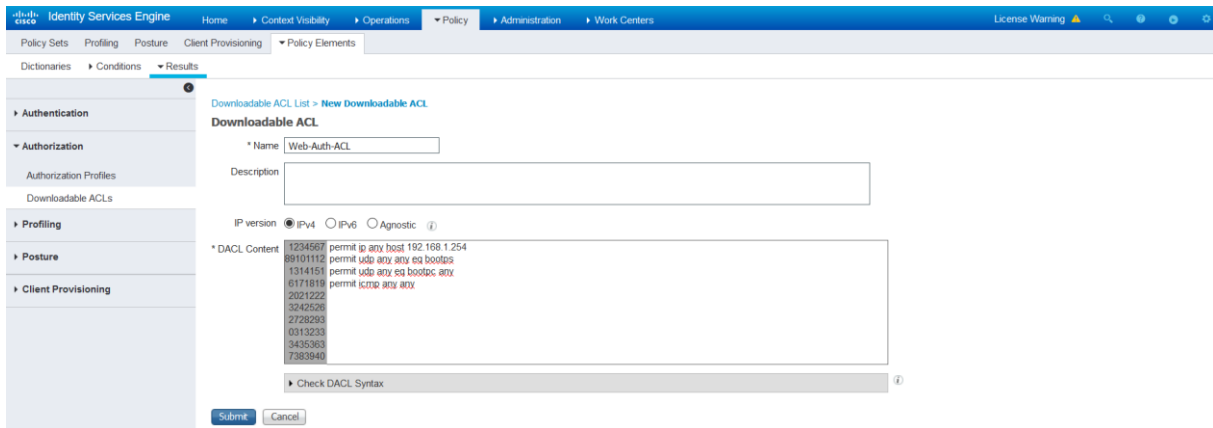 cisco Identity Services Engine Home Context Visibility Operations Policy Administration Work Centers License Warning
Policy Sets Profiling Posture Client Provisioning Policy Elements
Dictionaries Conditions Results
Authentication
Authorization
Authorization Profiles
Downloadable ACLs
Profiling
Posture
Client Provisioning
Downloadable ACL List > New Downloadable ACL
Downloadable ACL
* Name Web-Auth-ACL
Description
IP version IPv4 IPv6 Agnostic
* DACL Content 1234567 permit ip any host 192.168.1.254
89101112 permit udp any any eq bootps
1314151 permit udp any eq bootpc any
6171819 permit icmp any any
2021222
3242526
2728293
0313233
3435363
7383940
Check DACL Syntax
Submit Cancel